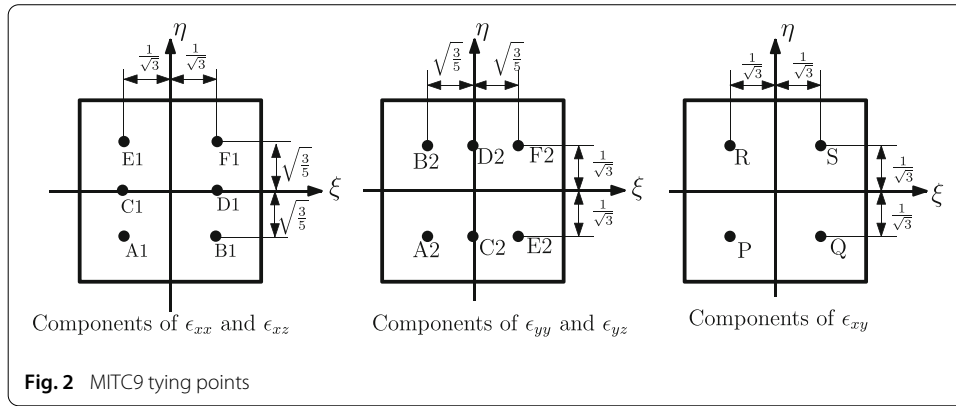 η η η
1/√3 1/√3 √3/5 √3/5 1/√3 1/√3
E1 F1 √3/5 B2 D2 F2 1/√3 R S 1/√3
C1 D1 ξ ξ ξ
A1 B1 √3/5 A2 C2 E2 1/√3 P Q 1/√3
Components of ϵxx and ϵxz Components of ϵyy and ϵyz Components of ϵxy
Fig. 2 MITC9 tying points